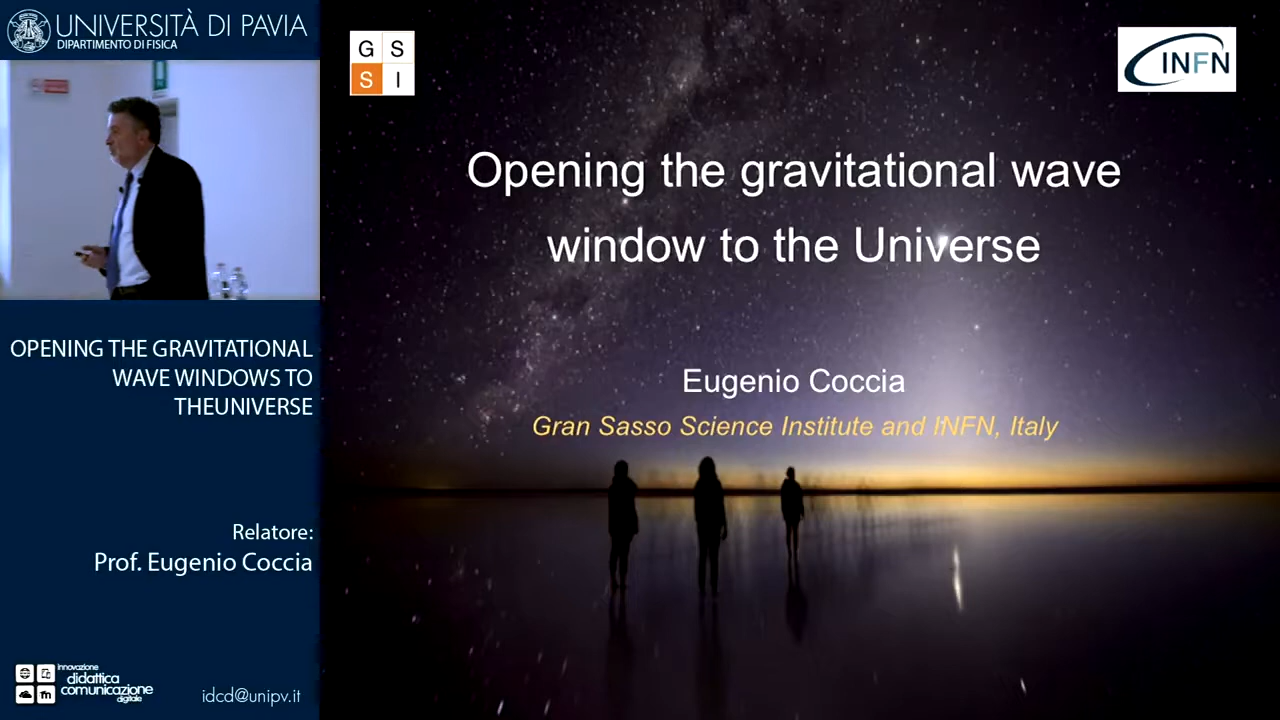 UNIVERSITÀ DI PAVIA
DIPARTIMENTO DI FISICA
OPENING THE GRAVITATIONAL
WAVE WINDOWS TO
THEUNIVERSE
Relatore:
Prof. Eugenio Coccia
innovazione
didattica
comunicazione
digitale
idcd@unipv.it
G S
S I
INFN
Opening the gravitational wave
window to the Universe
Eugenio Coccia
Gran Sasso Science Institute and INFN, Italy